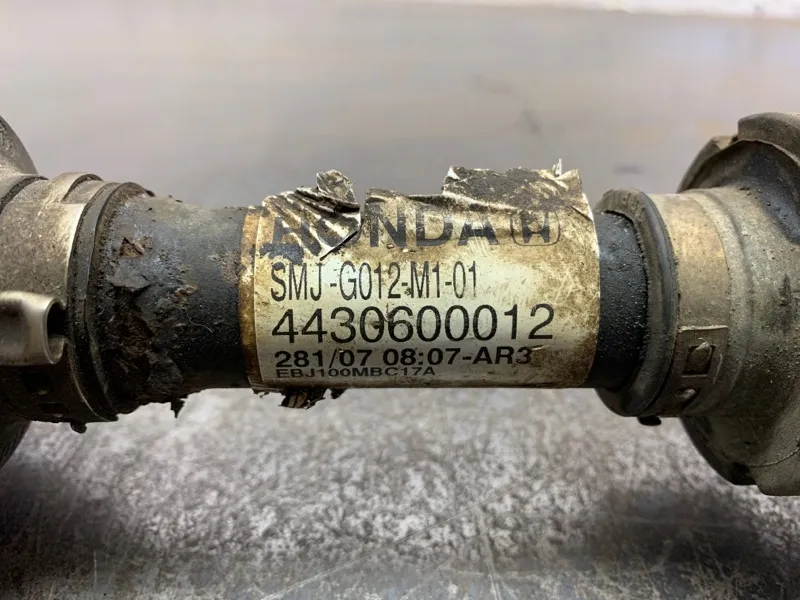 HONDA
SMJ-G012-M1-01
4430600012
281/07 08:07-AR3
EBJ100MBC17A